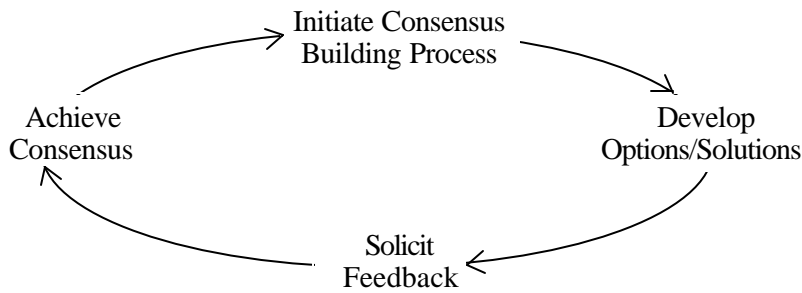 Initiate Consensus
Building Process
Achieve
Consensus
Develop
Options/Solutions
Solicit
Feedback